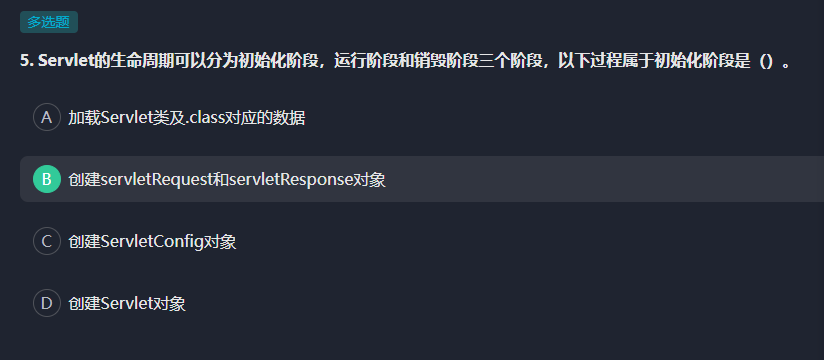 多选题
5. Servlet的生命周期可以分为初始化阶段，运行阶段和销毁阶段三个阶段，以下过程属于初始化阶段是（）。
A 加载Servlet类及.class对应的数据
B 创建servletRequest和servletResponse对象
C 创建ServletConfig对象
D 创建Servlet对象